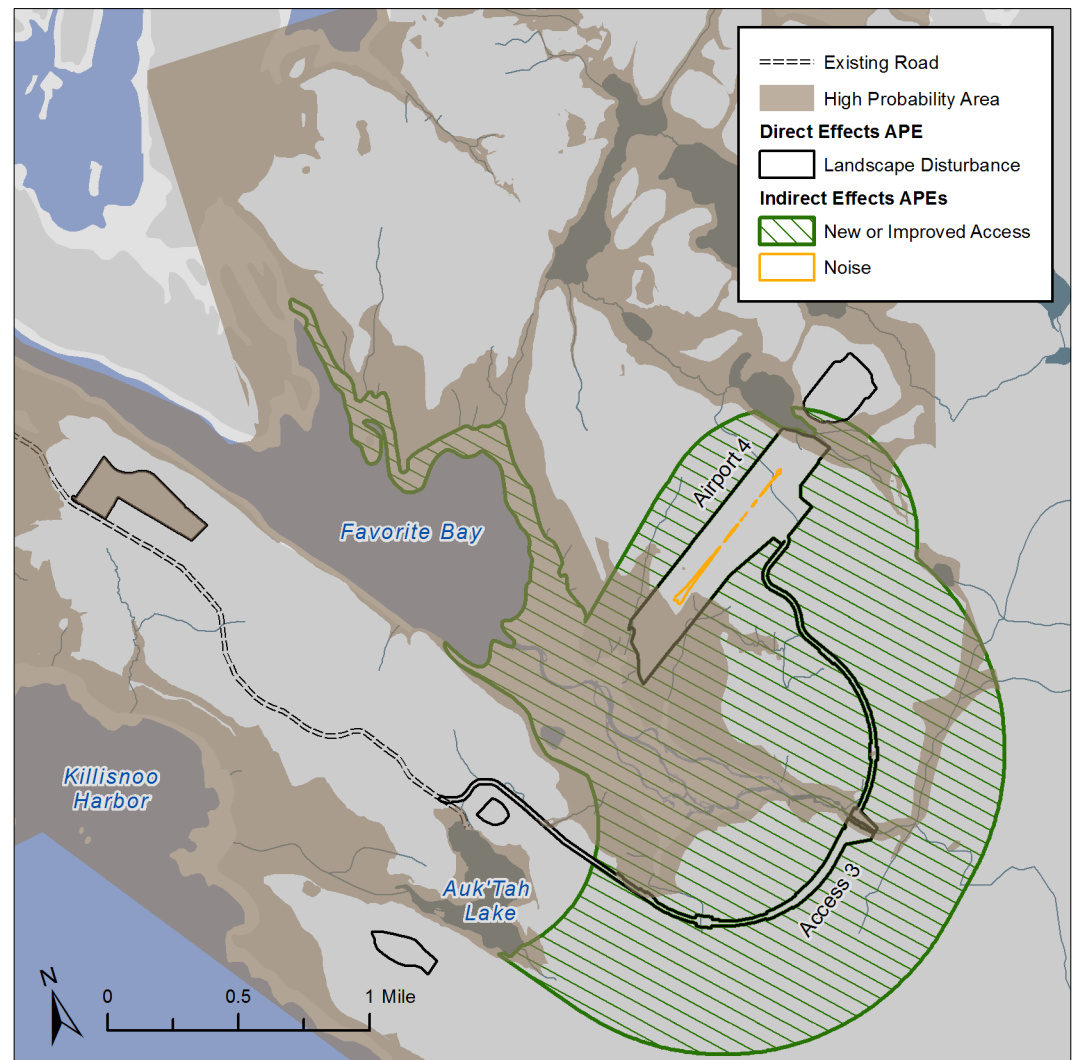 Existing Road
High Probability Area
Direct Effects APE
Landscape Disturbance
Indirect Effects APEs
New or Improved Access
Noise
Airport 4
Favorite Bay
Killisnoo
Harbor
Auk'Tah
Lake
Access 3
N
0 0.5 1 Mile